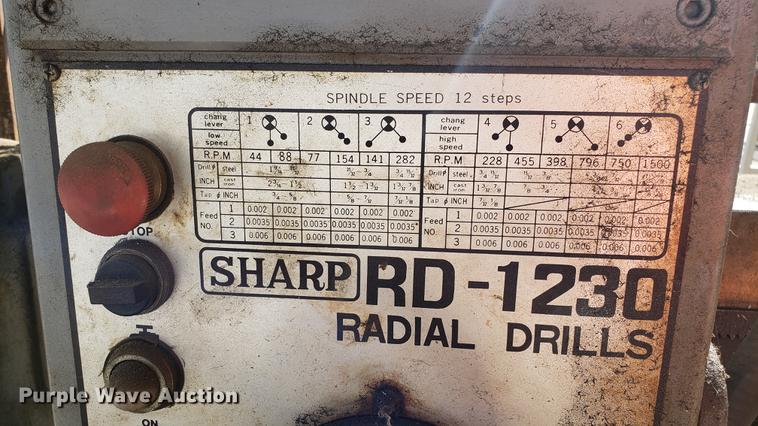 SPINDLE SPEED 12 steps
chang lever 1 2 3 chang lever 4 5 6
low speed high speed
R.P.M 44 88 77 154 141 282 R.P.M 228 455 398 796 750 1500
Drill φ steel steel
INCH cast iron INCH cast iron
Tap φ INCH Tap φ INCH
Feed NO. 1 0.002 0.002 0.002 0.002 0.002 0.002 Feed NO. 1 0.002 0.002 0.002 0.002 0.002 0.002
2 0.0035 0.0035 0.0035 0.0035 0.0035 0.0035 2 0.0035 0.0035 0.0035 0.0035 0.0035
3 0.006 0.006 0.006 0.006 0.006 0.006 3 0.006 0.006 0.006 0.006 0.006 0.006
STOP
SHARP RD-1230
RADIAL DRILLS
ON
Purple Wave Auction